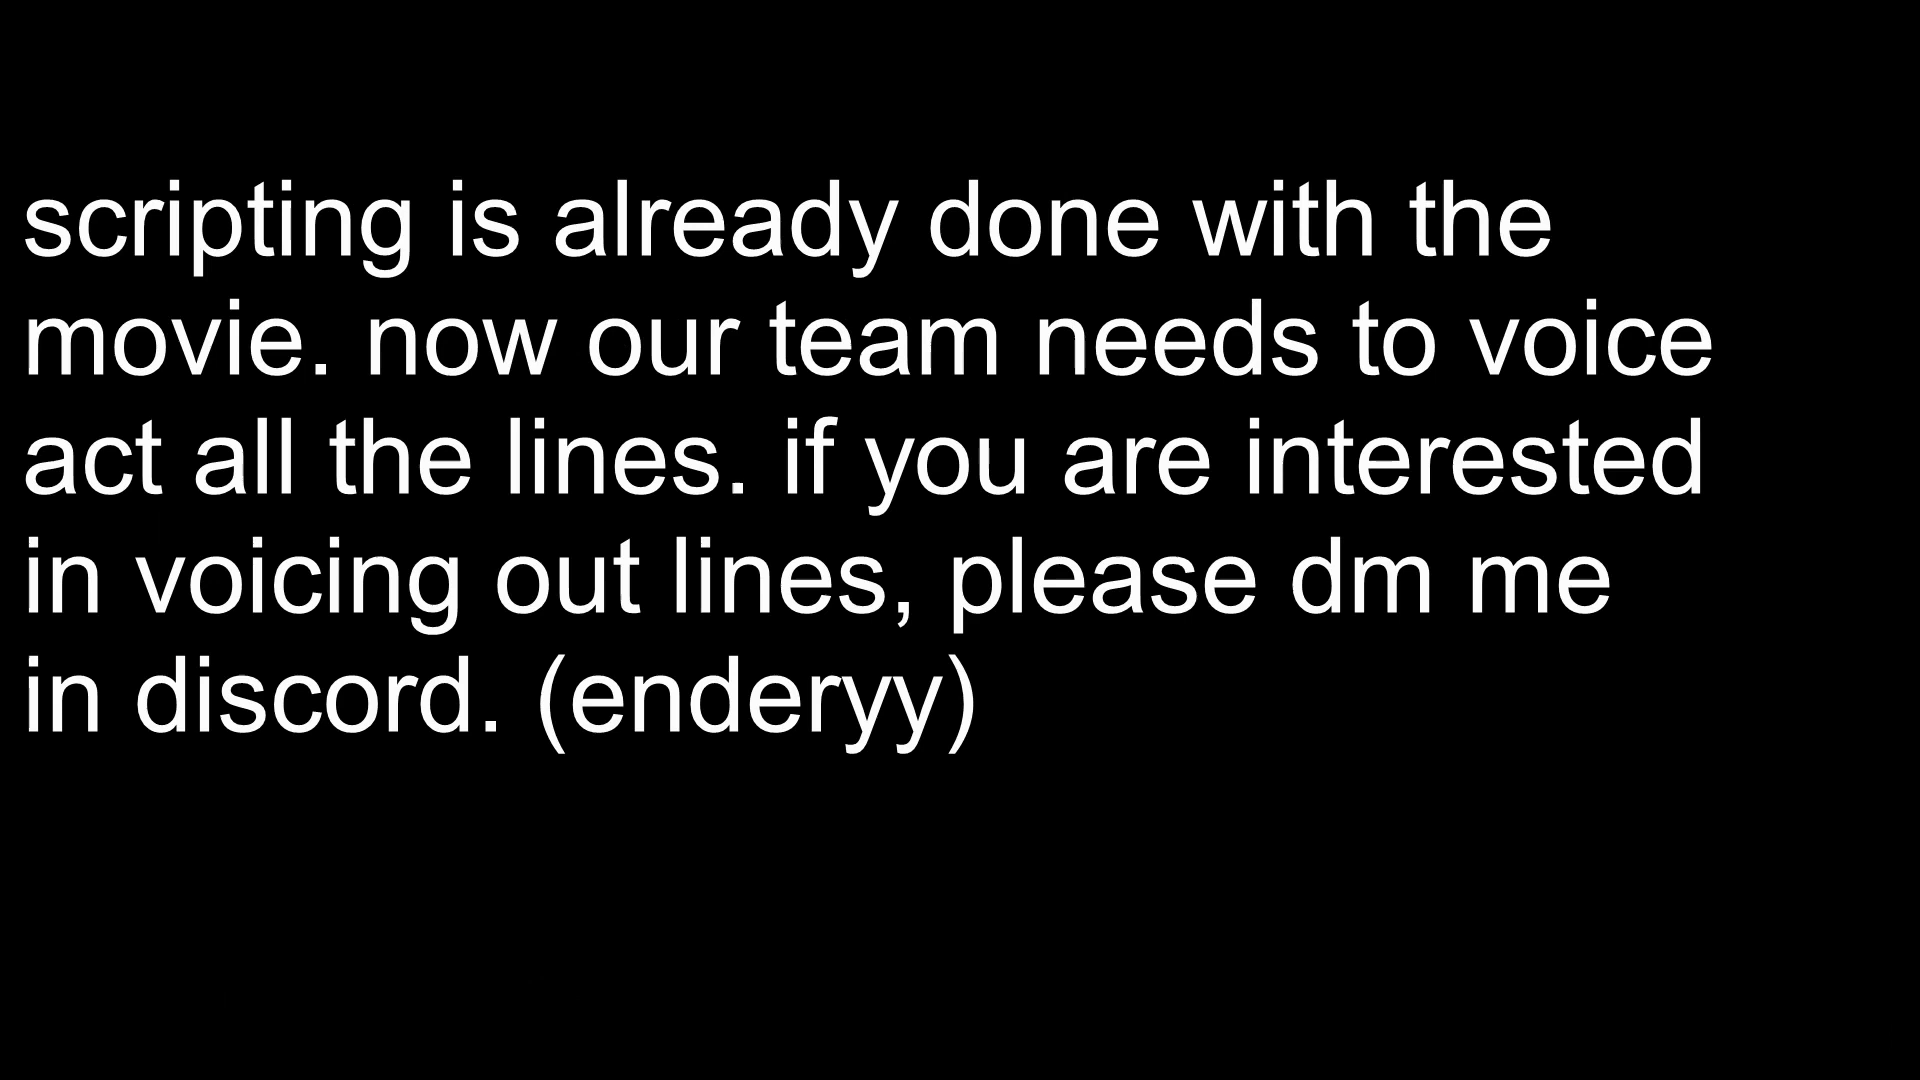 scripting is already done with the
movie. now our team needs to voice
act all the lines. if you are interested
in voicing out lines, please dm me
in discord. (enderyy)